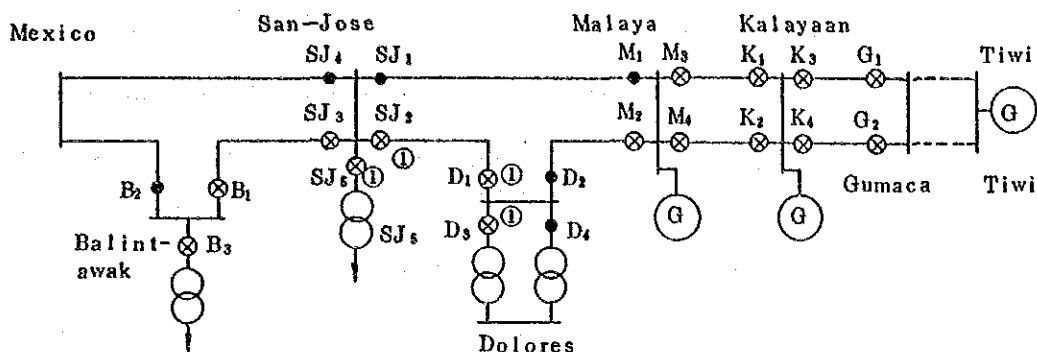 Mexico
San-Jose
Malaya
Kalayaan
Tiwi
SJ₄
SJ₁
M₁
M₃
K₁
K₃
G₁
G
SJ₃
SJ₂
M₂
M₄
K₂
K₄
G₂
B₂
B₁
SJ₆
①
①
D₁
①
D₂
G
G
Gumaca
Tiwi
B₃
Balint-
awak
SJ₅
D₃
①
D₄
Dolores